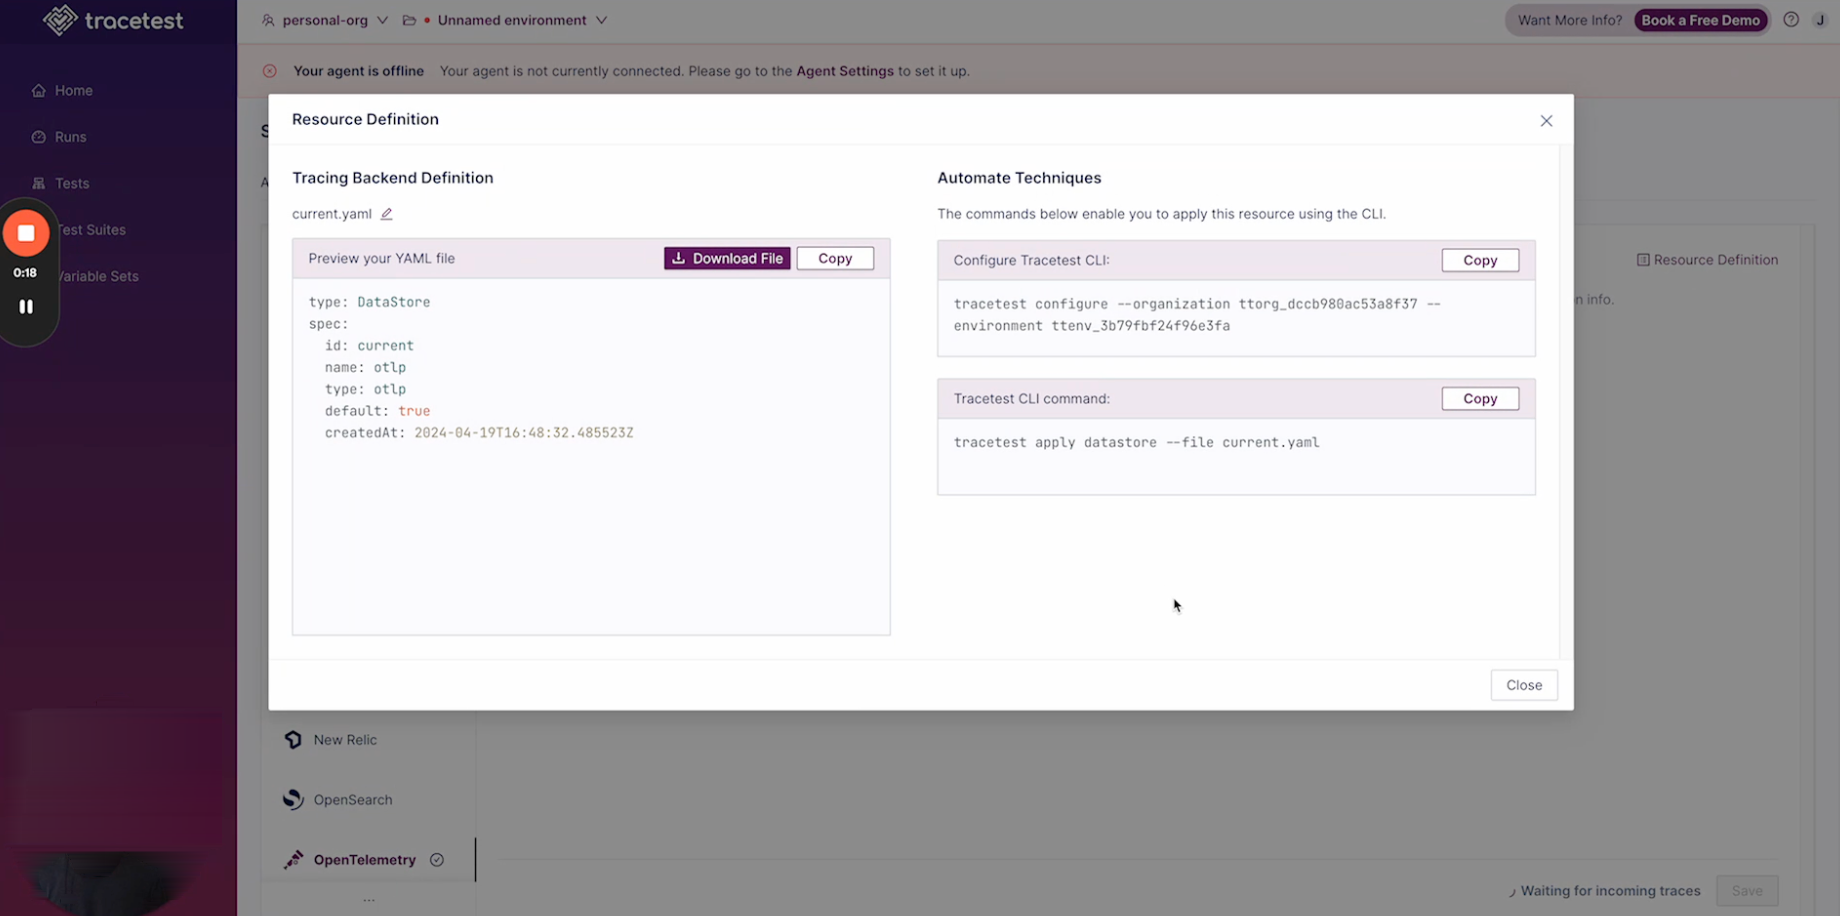 tracetest
personal-org
Unnamed environment
Want More Info?
Book a Free Demo
J
Your agent is offline
Your agent is not currently connected. Please go to the Agent Settings to set it up.
Home
Runs
Tests
Test Suites
Variable Sets
0:18
S
A
Resource Definition
Tracing Backend Definition
current.yaml
Preview your YAML file
Download File
Copy
type: DataStore
spec:
id: current
name: otlp
type: otlp
default: true
createdAt: 2024-04-19T16:48:32.485523Z
Automate Techniques
The commands below enable you to apply this resource using the CLI.
Configure Tracetest CLI:
Copy
tracetest configure --organization ttorg_dccb980ac53a8f37 --
environment ttenv_3b79fbf24f96e3fa
Tracetest CLI command:
Copy
tracetest apply datastore --file current.yaml
Close
Resource Definition
n info.
New Relic
OpenSearch
OpenTelemetry
...
Waiting for incoming traces
Save